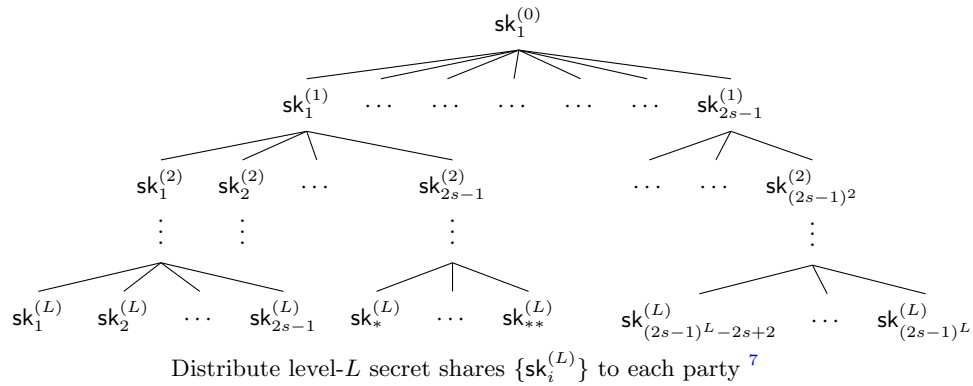 sk_1^{(0)}
sk_1^{(1)} ⋯ ⋯ ⋯ ⋯ ⋯ sk_{2s−1}^{(1)}
sk_1^{(2)} sk_2^{(2)} ⋯ sk_{2s−1}^{(2)} ⋯ ⋯ sk_{(2s−1)^2}^{(2)}
⋮ ⋮ ⋮ ⋮
sk_1^{(L)} sk_2^{(L)} ⋯ sk_{2s−1}^{(L)} sk_*^{(L)} ⋯ sk_{**}^{(L)} sk_{(2s−1)^L−2s+2}^{(L)} ⋯ sk_{(2s−1)^L}^{(L)}
Distribute level-L secret shares {sk_i^{(L)}} to each party ^7